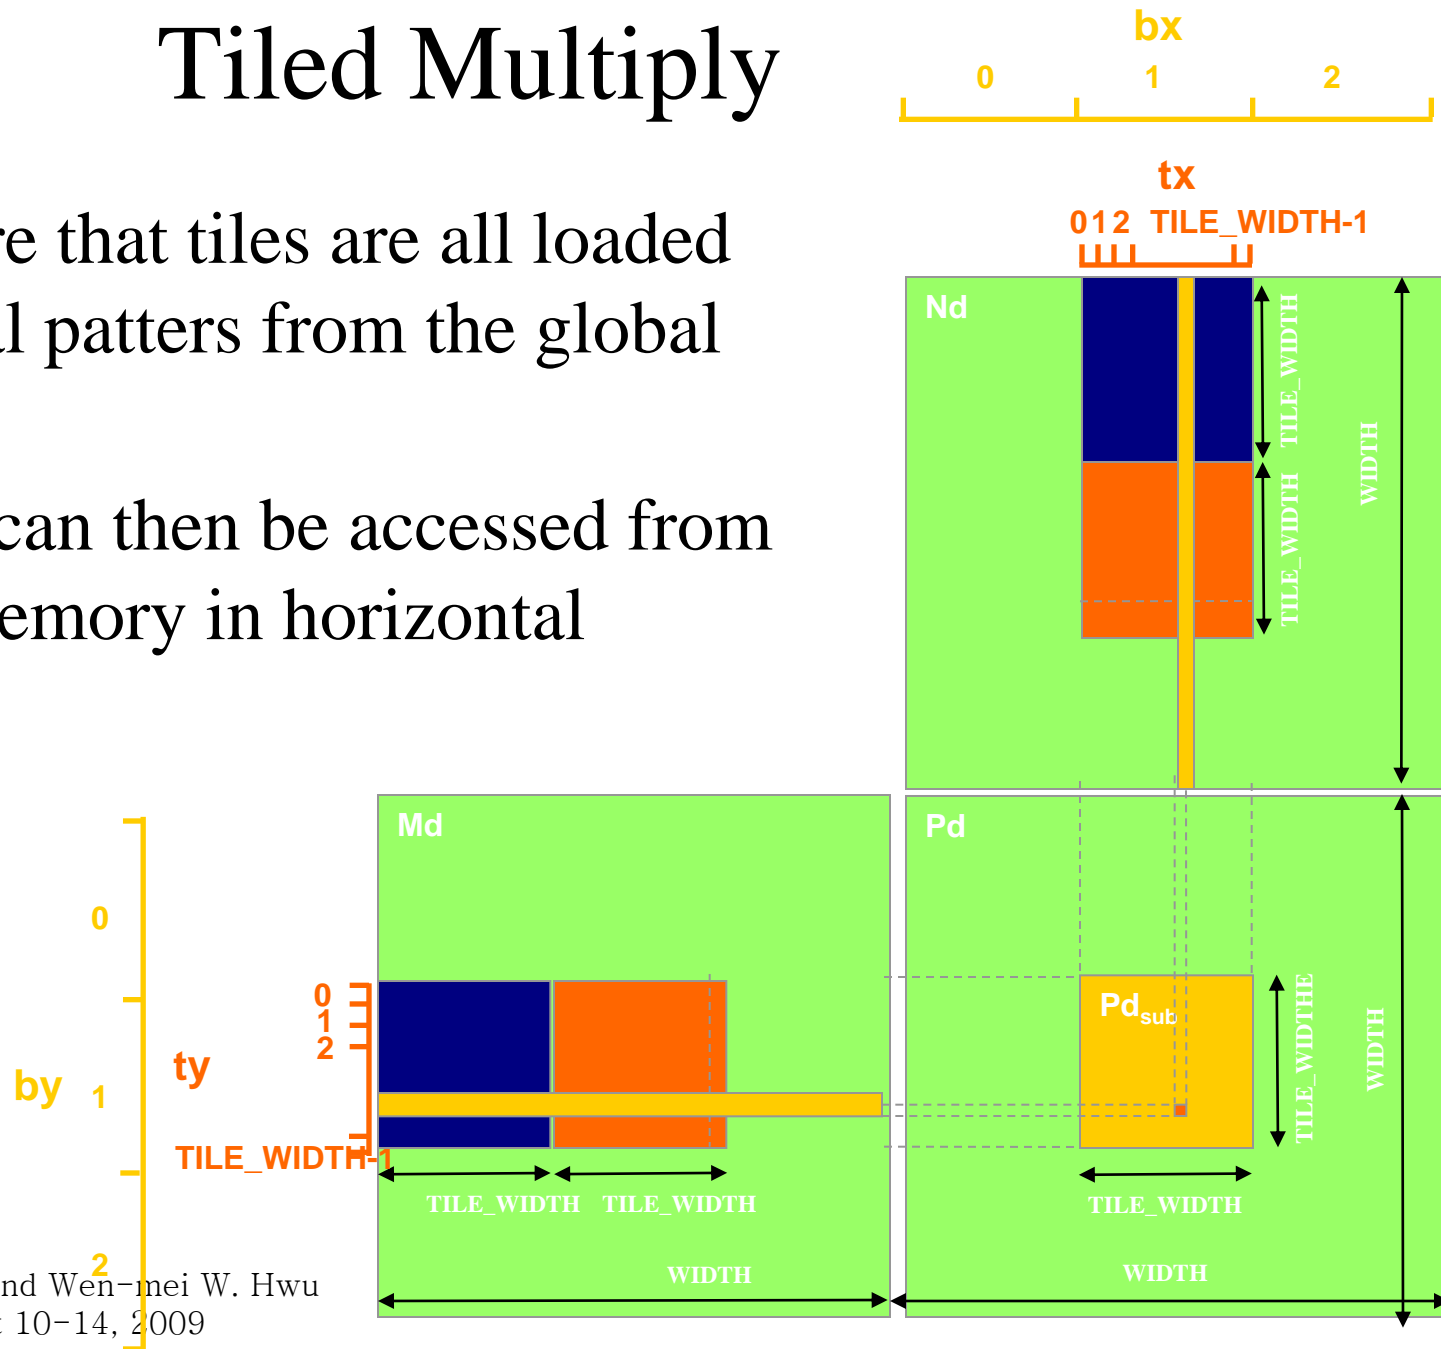 Tiled Multiply
re that tiles are all loaded
al patters from the global
can then be accessed from
emory in horizontal
bx
0 1 2
tx
0 1 2 TILE_WIDTH-1
Nd
TILE_WIDTH
TILE_WIDTH
WIDTH
Md
Pd
Pdsub
TILE_WIDTHE
WIDTH
by
0
1
2
ty
0
1
2
TILE_WIDTH-1
TILE_WIDTH TILE_WIDTH
TILE_WIDTH
WIDTH
WIDTH
nd Wen-mei W. Hwu
t 10-14, 2009